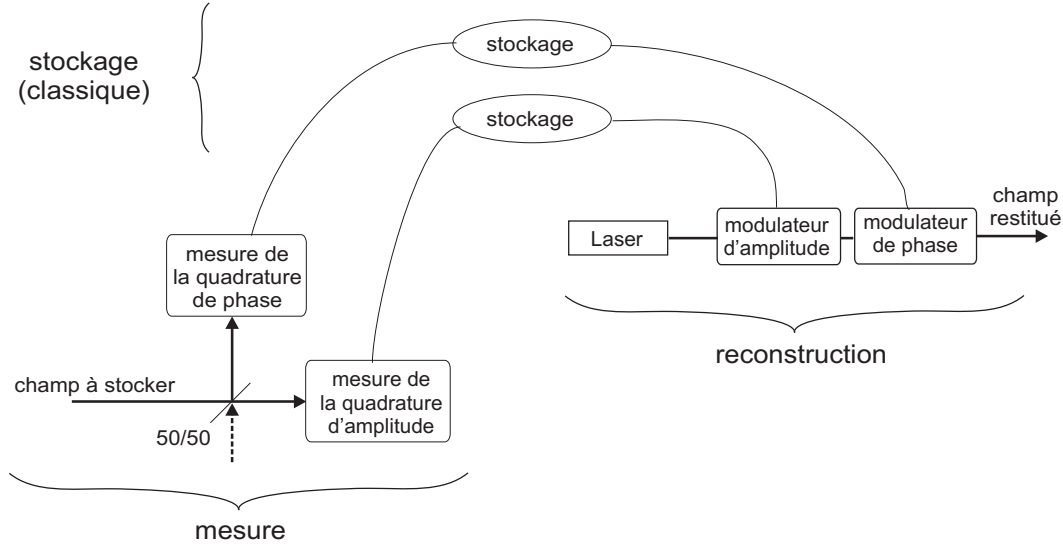 stockage
(classique)
stockage
stockage
mesure de
la quadrature
de phase
champ à stocker
50/50
mesure de
la quadrature
d'amplitude
mesure
Laser
modulateur
d'amplitude
modulateur
de phase
champ
restitué
reconstruction